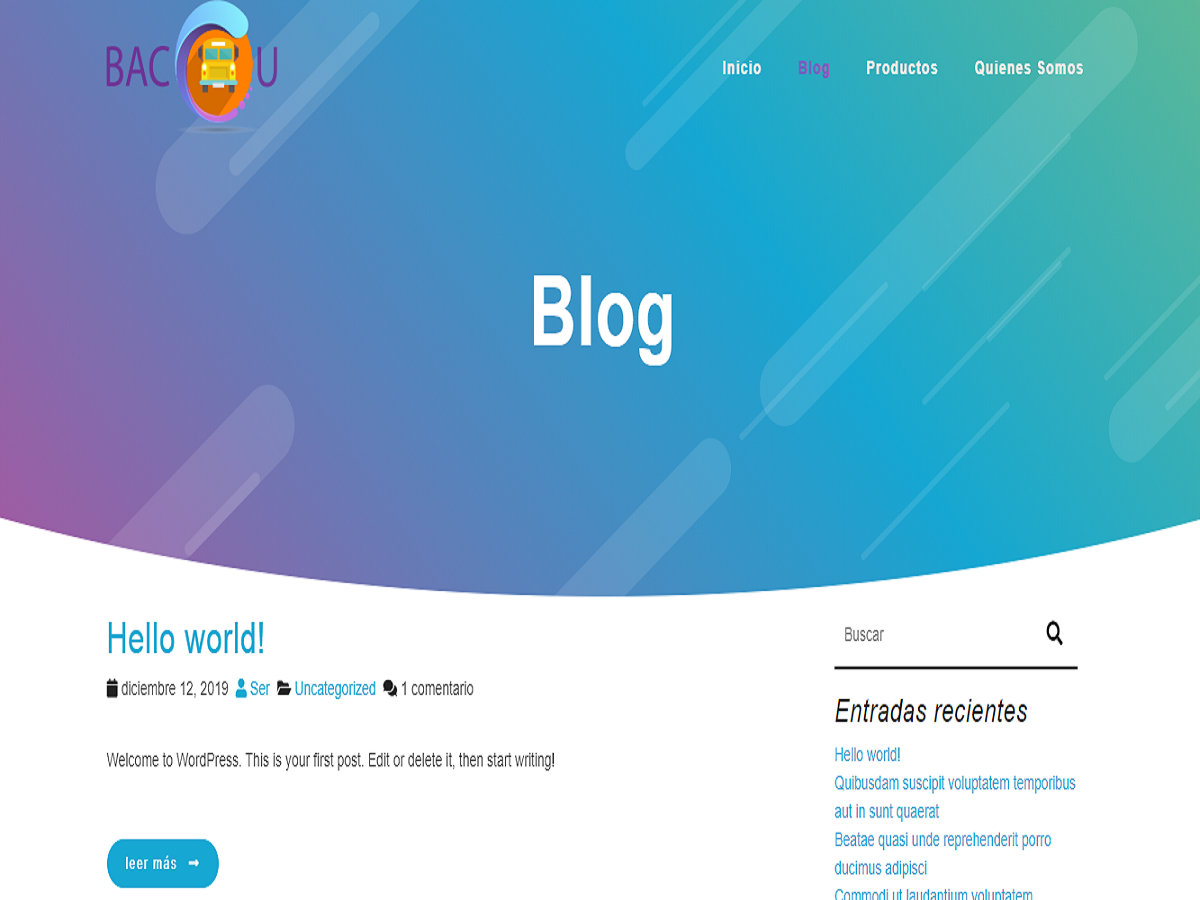 BAC U
Inicio
Blog
Productos
Quienes Somos
Blog
Hello world!
diciembre 12, 2019 Ser Uncategorized 1 comentario
Welcome to WordPress. This is your first post. Edit or delete it, then start writing!
leer más
Buscar
Entradas recientes
Hello world!
Quibusdam suscipit voluptatem temporibus
aut in sunt quaerat
Beatae quasi unde reprehenderit porro
ducimus adipisci
Commodi ut laudantium voluptatem